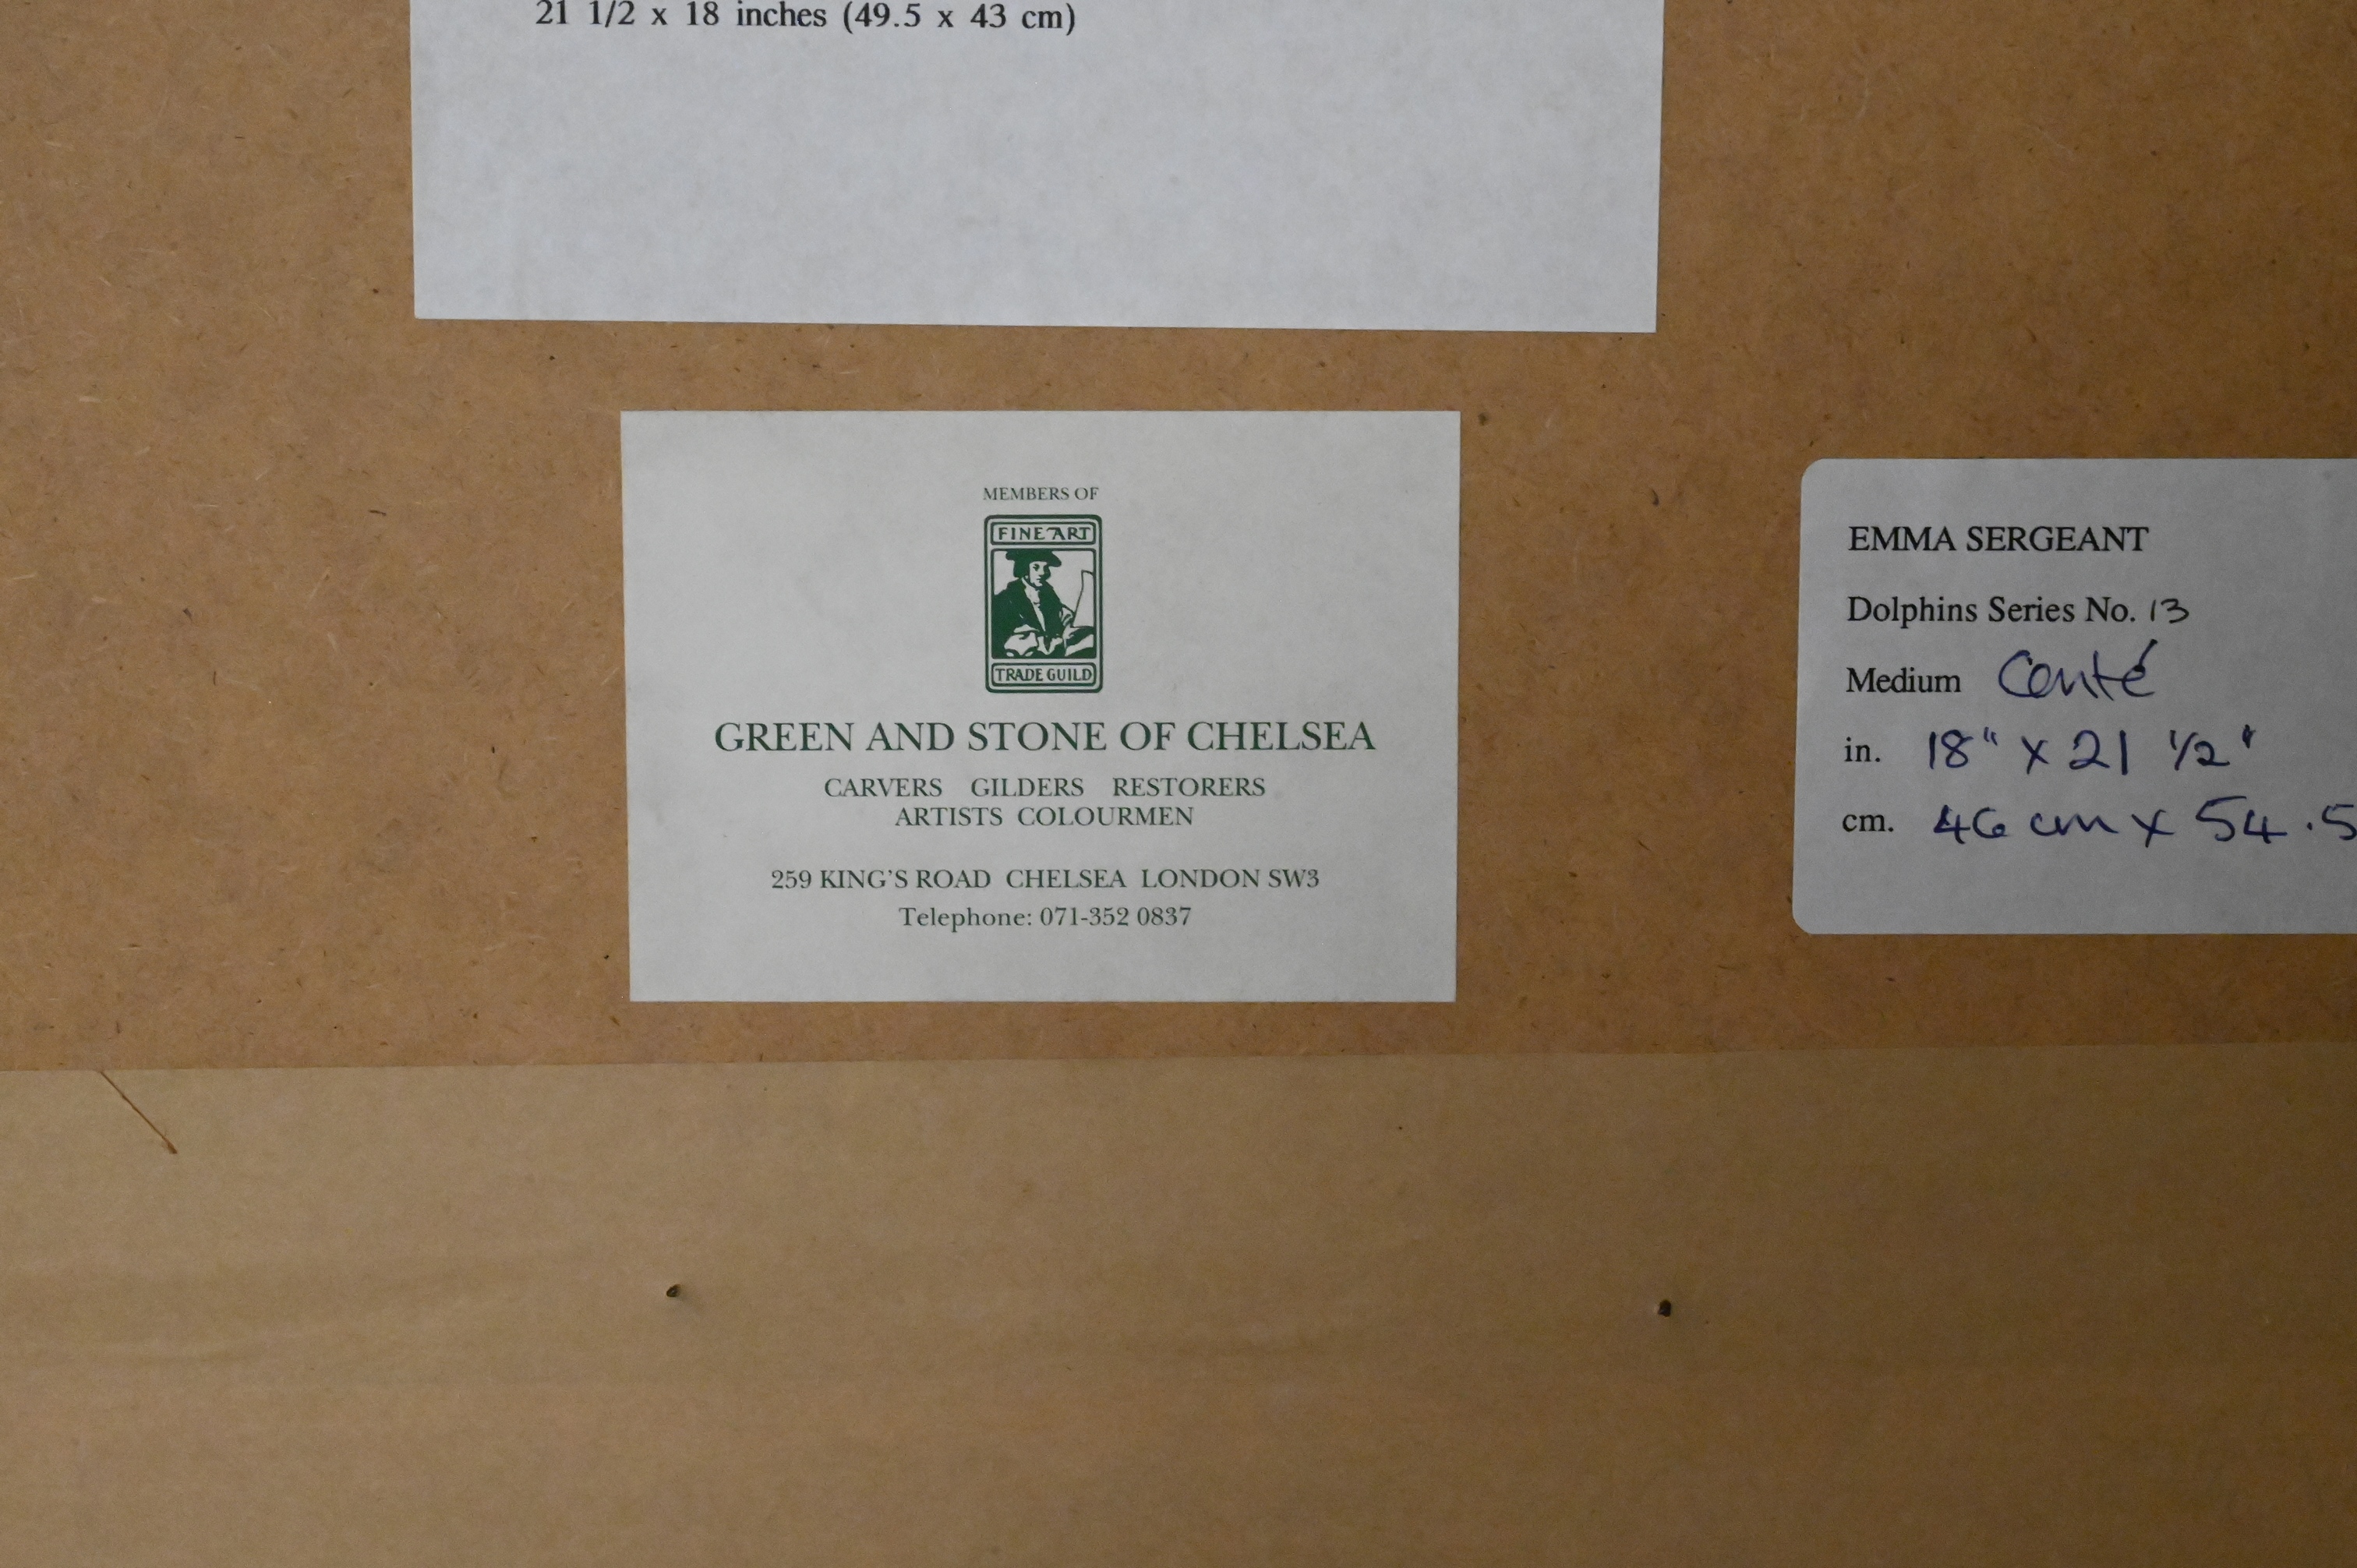 21 1/2 x 18 inches (49.5 x 43 cm)
MEMBERS OF
FINE ART
TRADE GUILD
GREEN AND STONE OF CHELSEA
CARVERS GILDERS RESTORERS
ARTISTS COLOURMEN
259 KING'S ROAD CHELSEA LONDON SW3
Telephone: 071-352 0837
EMMA SERGEANT
Dolphins Series No. 13
Medium Conté
in. 18" x 21 1/2"
cm. 46 cm x 54.5